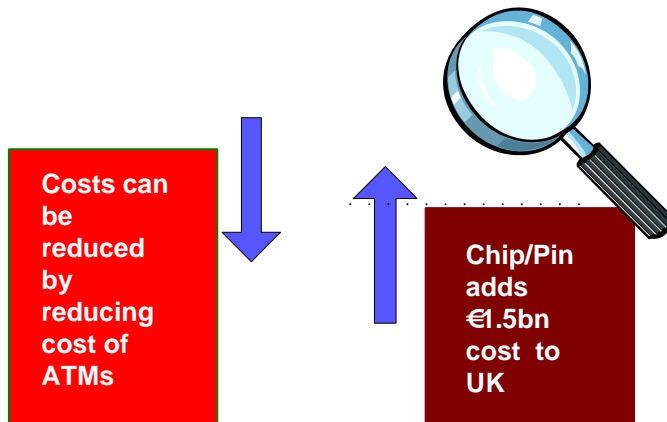 Costs can
be
reduced
by
reducing
cost of
ATMs
Chip/Pin
adds
€1.5bn
cost to
UK